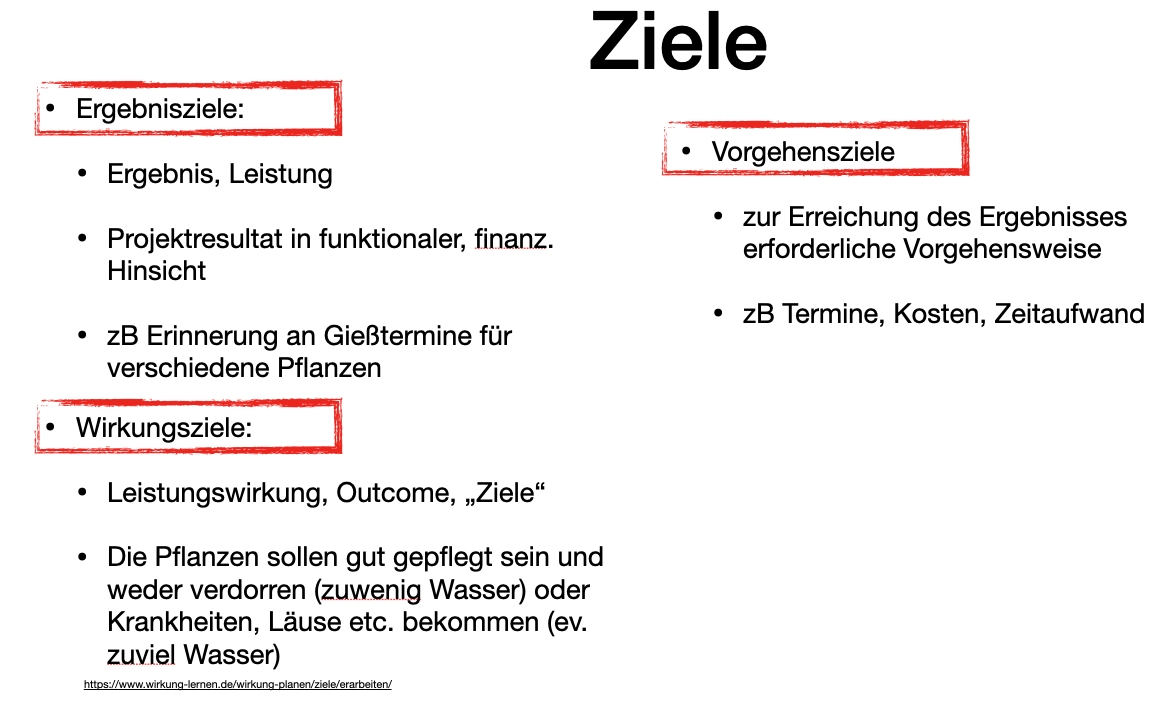 Ziele
• Ergebnisziele:
• Ergebnis, Leistung
• Projektresultat in funktionaler, finanz.
Hinsicht
• zB Erinnerung an Gießtermine für
verschiedene Pflanzen
• Wirkungsziele:
• Leistungswirkung, Outcome, „Ziele“
• Die Pflanzen sollen gut gepflegt sein und
weder verdorren (zuwenig Wasser) oder
Krankheiten, Läuse etc. bekommen (ev.
zuviel Wasser)
https://www.wirkung-lernen.de/wirkung-planen/ziele/erarbeiten/
• Vorgehensziele
• zur Erreichung des Ergebnisses
erforderliche Vorgehensweise
• zB Termine, Kosten, Zeitaufwand